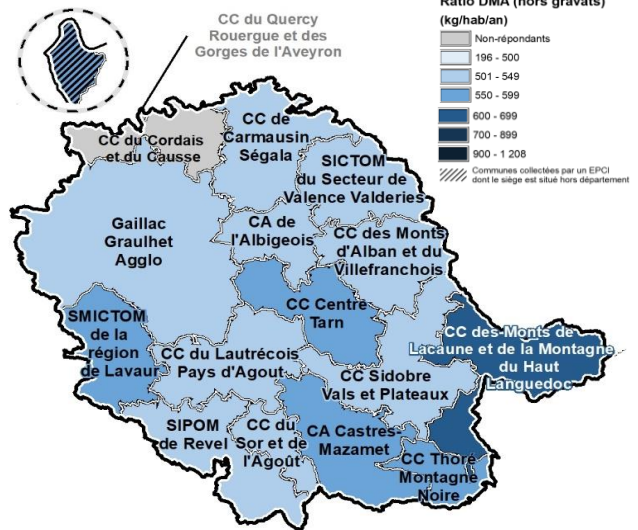 Ratio DMA (hors gravats)
(kg/hab/an)
Non-répondants
196 - 500
501 - 549
550 - 599
600 - 699
700 - 899
900 - 1 208
Communes collectées par un EPCI
dont le siège est situé hors département
CC du Quercy
Rouergue et des
Gorges de l'Aveyron
CC du Cordais
et du Causse
CC de
Carmausin
Ségala
SICTOM
du Secteur de
Valence Valderies
Gaillac
Graulhet
Agglo
CA de
l'Albigeois
CC des Monts
d'Alban et du
Villefranchois
CC Centre
Tarn
SMICTOM
de la
région
de Lavaur
CC du Lautrécois
Pays d'Agout
CC des Monts de
Lacaune et de la Montagne
du Haut
Languedoc
CC Sidobre
Vals et Plateaux
SIPOM
de Revel
CC du
Sor et de
l'Agoût
CA Castres-
Mazamet
CC Thoré
Montagne
Noire